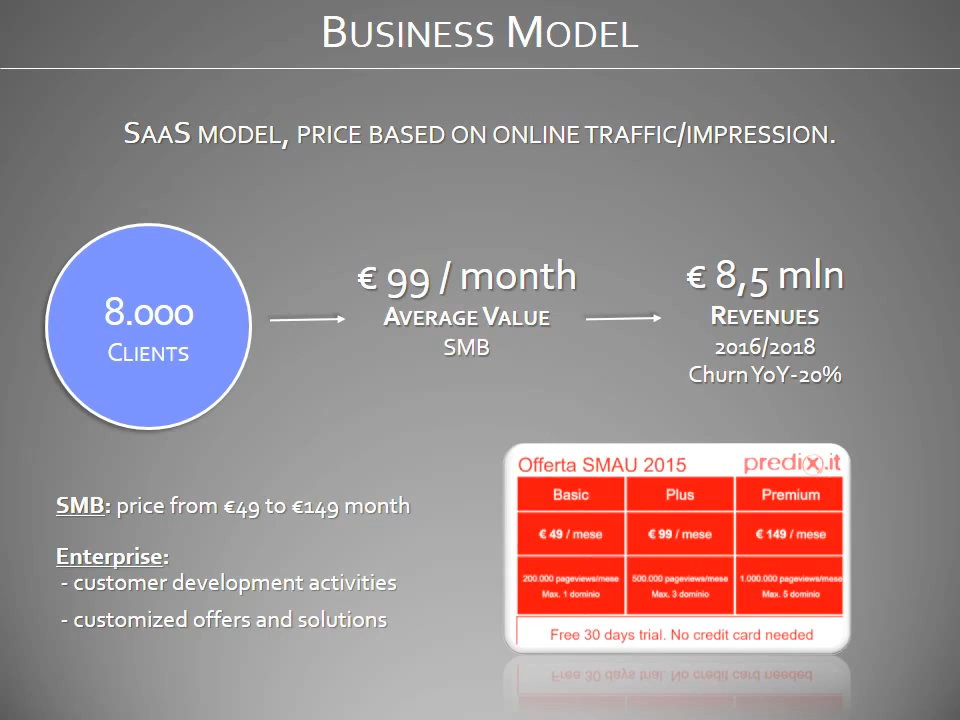 Business Model
SaaS model, price based on online traffic/impression.
8.000
Clients
€ 99 / month
Average Value
SMB
€ 8,5 mln
Revenues
2016/2018
Churn YoY -20%
SMB: price from €49 to €149 month
Enterprise:
- customer development activities
- customized offers and solutions
Offerta SMAU 2015 predix.it
Basic Plus Premium
€ 49 / mese € 99 / mese € 149 / mese
200.000 pageviews/mese 500.000 pageviews/mese 1.000.000 pageviews/mese
Max. 1 dominio Max. 3 dominio Max. 5 dominio
Free 30 days trial. No credit card needed